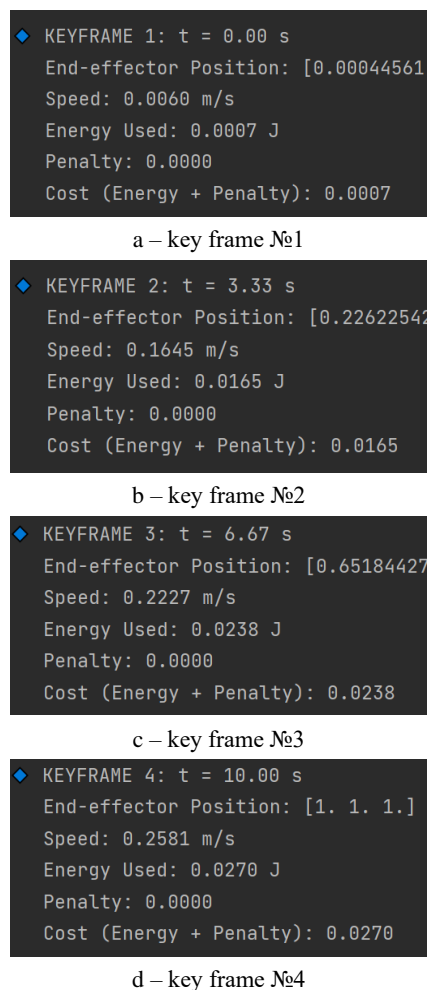 KEYFRAME 1: t = 0.00 s
End-effector Position: [0.00044561
Speed: 0.0060 m/s
Energy Used: 0.0007 J
Penalty: 0.0000
Cost (Energy + Penalty): 0.0007
a – key frame №1
KEYFRAME 2: t = 3.33 s
End-effector Position: [0.22622542
Speed: 0.1645 m/s
Energy Used: 0.0165 J
Penalty: 0.0000
Cost (Energy + Penalty): 0.0165
b – key frame №2
KEYFRAME 3: t = 6.67 s
End-effector Position: [0.65184427
Speed: 0.2227 m/s
Energy Used: 0.0238 J
Penalty: 0.0000
Cost (Energy + Penalty): 0.0238
c – key frame №3
KEYFRAME 4: t = 10.00 s
End-effector Position: [1. 1. 1.]
Speed: 0.2581 m/s
Energy Used: 0.0270 J
Penalty: 0.0000
Cost (Energy + Penalty): 0.0270
d – key frame №4